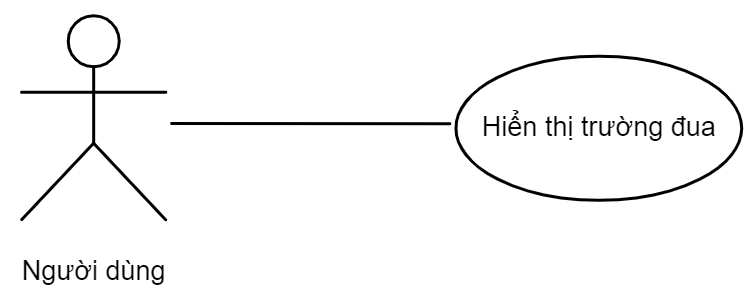 Hiển thị trường đua
Người dùng